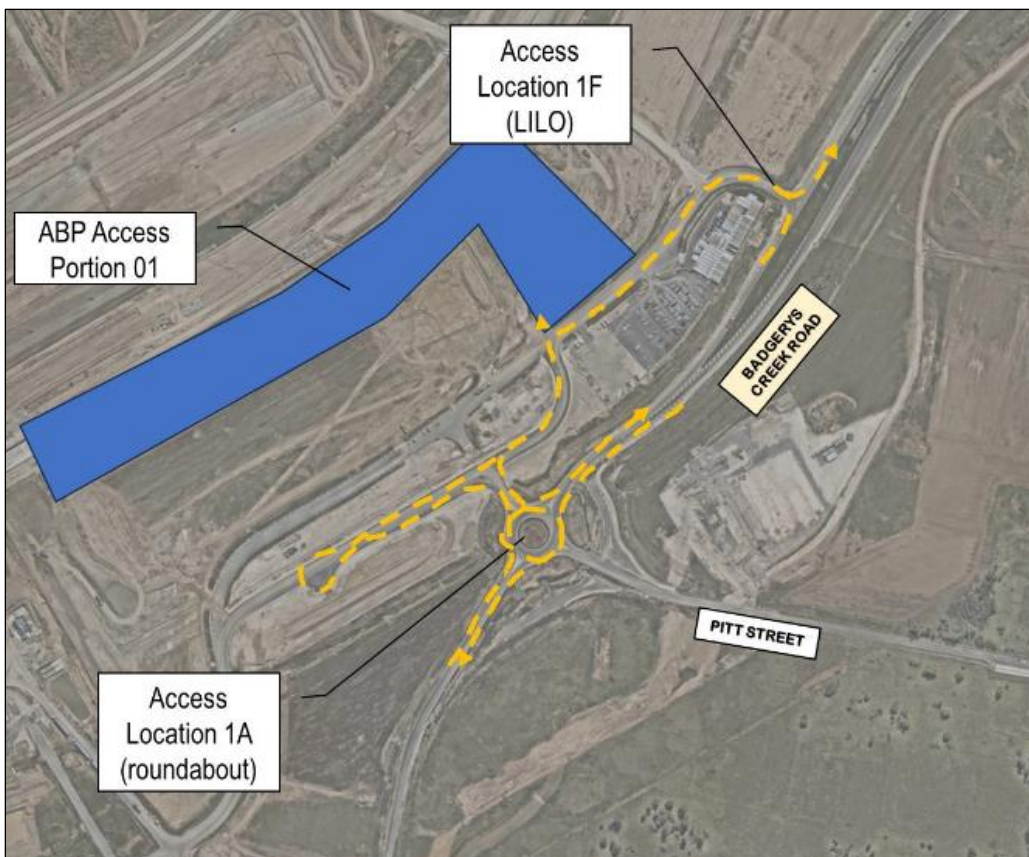 Access
Location 1F
(LILO)
ABP Access
Portion 01
BADGERYS
CREEK ROAD
PITT STREET
Access
Location 1A
(roundabout)